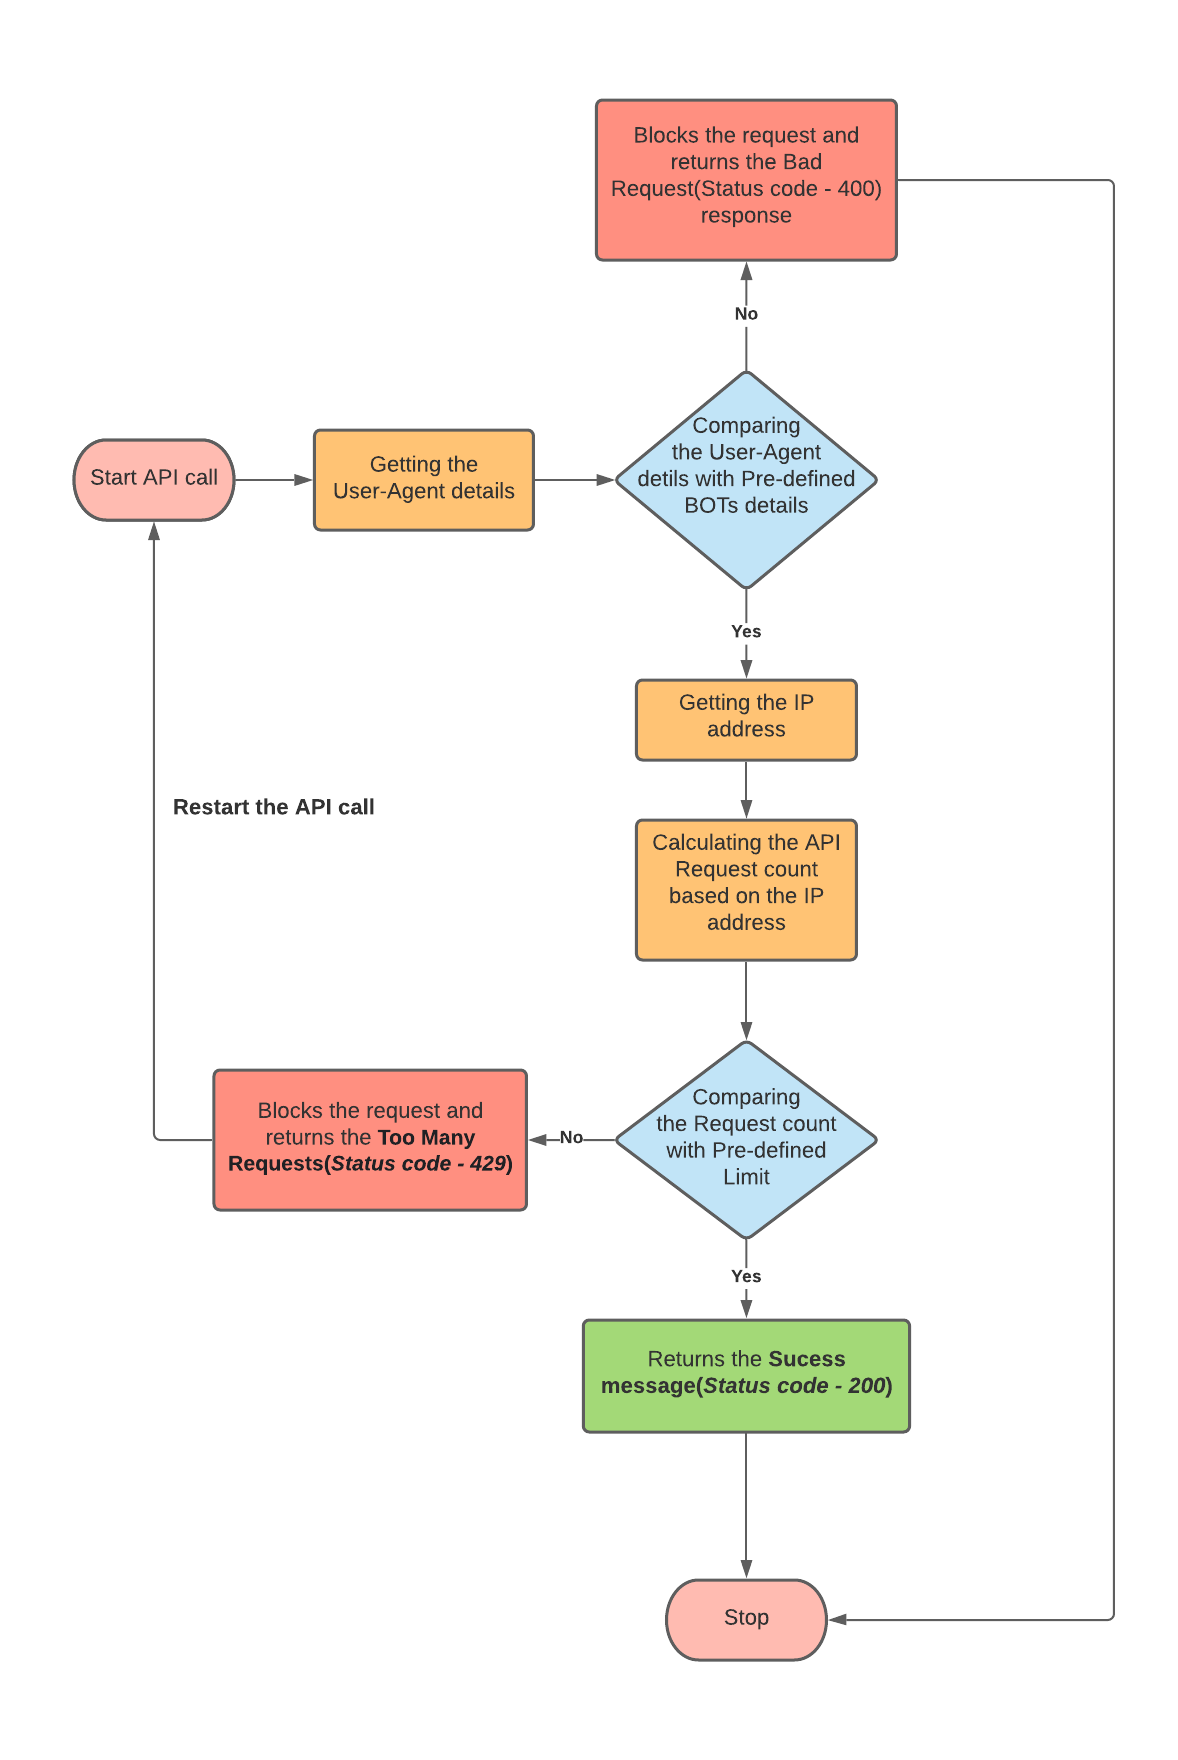 Blocks the request and
returns the Bad
Request(Status code - 400)
response
No
Start API call
Getting the
User-Agent details
Comparing
the User-Agent
detils with Pre-defined
BOTs details
Yes
Getting the IP
address
Restart the API call
Calculating the API
Request count
based on the IP
address
Blocks the request and
returns the Too Many
Requests(Status code - 429)
No
Comparing
the Request count
with Pre-defined
Limit
Yes
Returns the Sucess
message(Status code - 200)
Stop